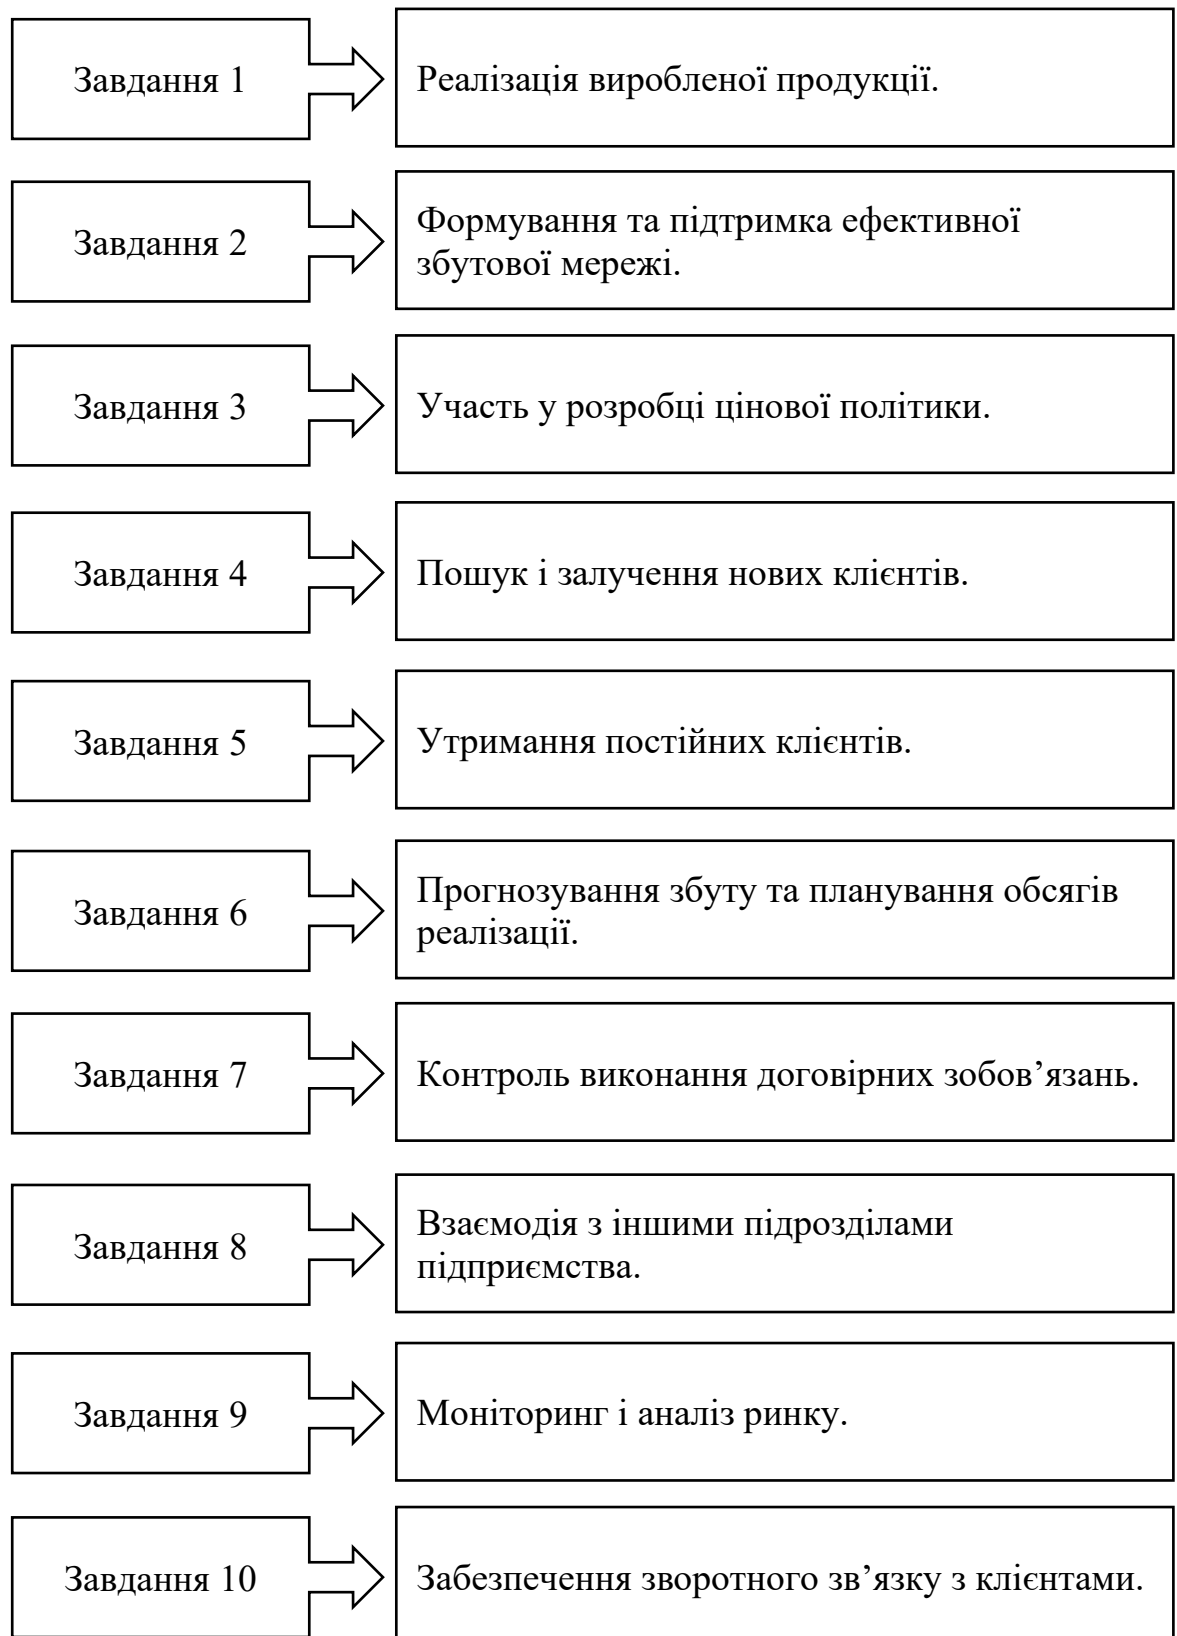 Завдання 1
Реалізація виробленої продукції.
Завдання 2
Формування та підтримка ефективної
збутової мережі.
Завдання 3
Участь у розробці цінової політики.
Завдання 4
Пошук і залучення нових клієнтів.
Завдання 5
Утримання постійних клієнтів.
Завдання 6
Прогнозування збуту та планування обсягів
реалізації.
Завдання 7
Контроль виконання договірних зобов’язань.
Завдання 8
Взаємодія з іншими підрозділами
підприємства.
Завдання 9
Моніторинг і аналіз ринку.
Завдання 10
Забезпечення зворотного зв’язку з клієнтами.